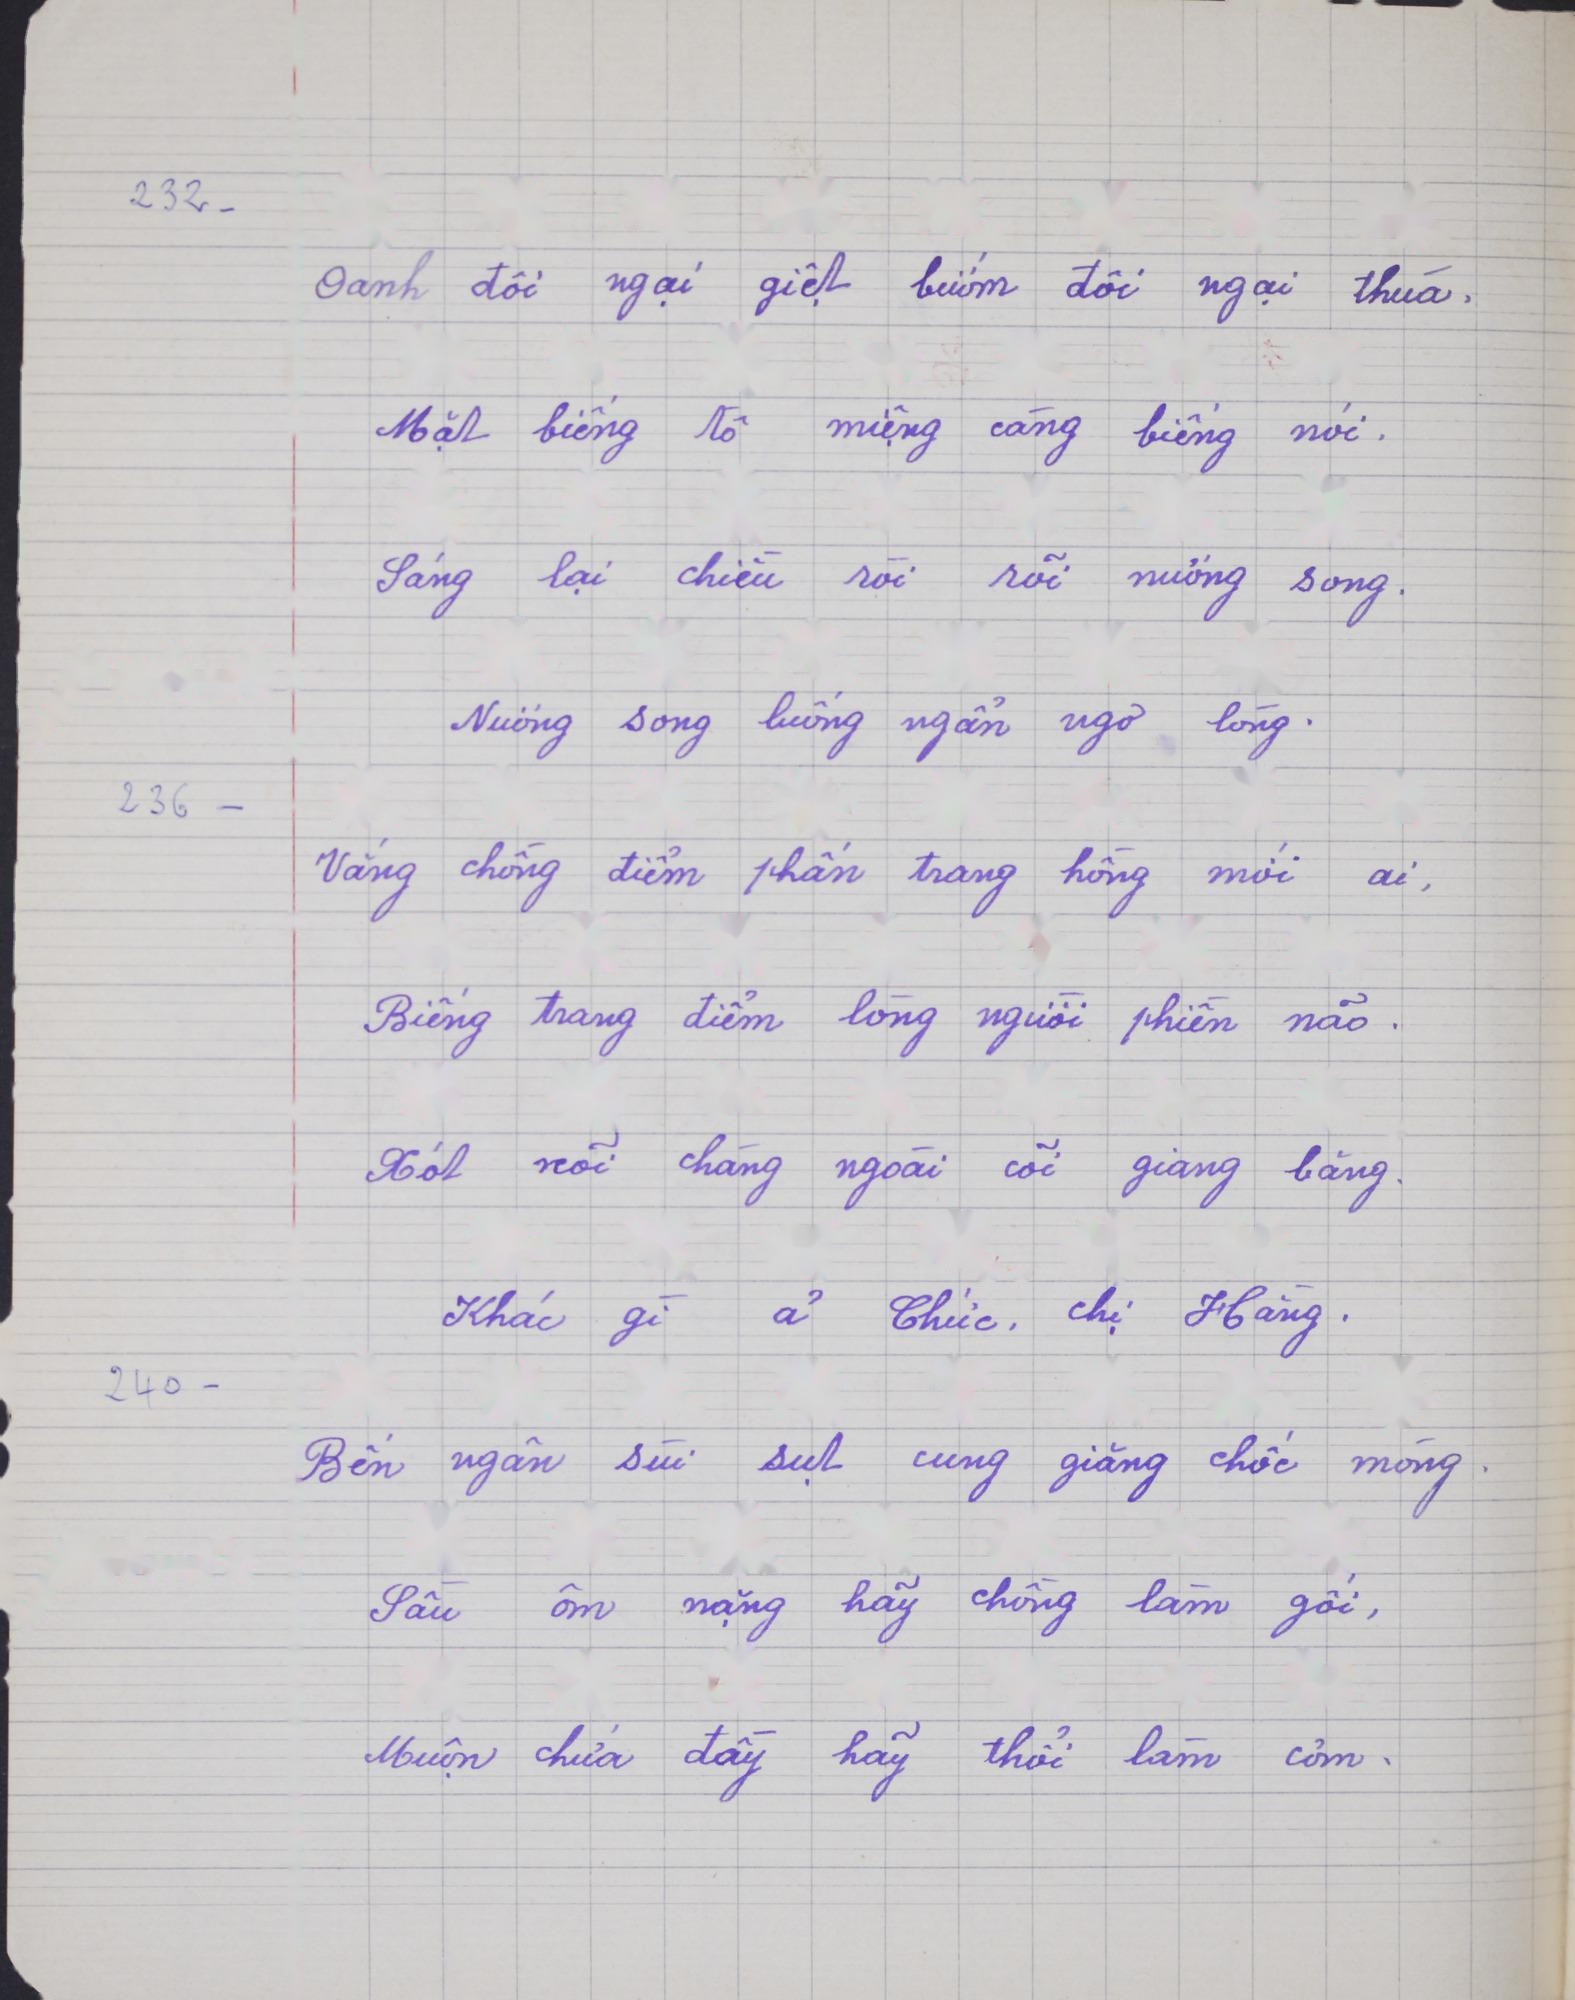 232-
Oanh đôi ngại giệt bướm đôi ngại thùa.
Mặt biếng tô miệng càng biếng nói.
Sáng lại chiều ròi rõi nương song.
Nương song luống ngẩn ngơ lòng.
236 -
Vắng chồng điểm phấn trang hồng mới ai,
Biếng trang điểm lòng người phiền não.
Xót nỗi chàng ngoài cõi giang lăng.
Khác gì ả Chức, chị Hằng.
240 -
Bến ngân sùi sụt cung giăng chốc mòng.
Sầu ôm nặng hãy chồng làm gối,
Muộn chứa đầy hãy thổi làm cơm.